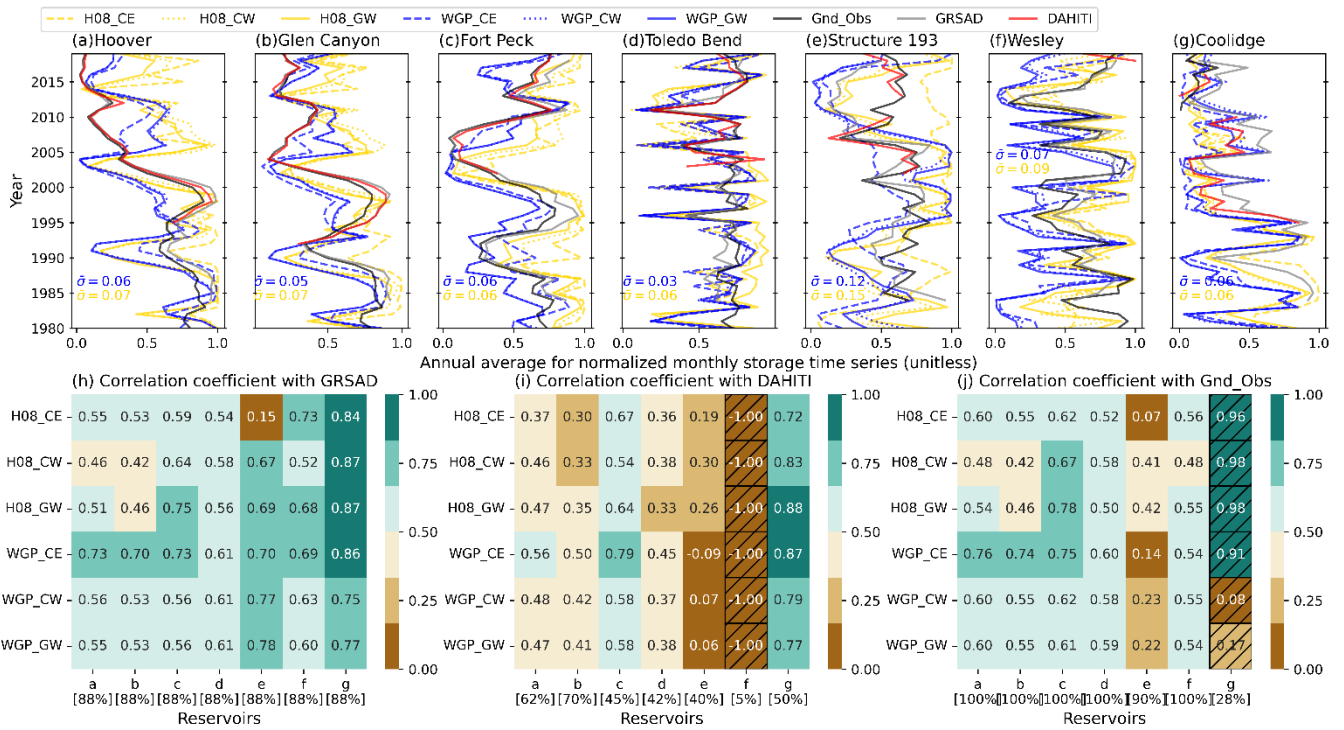 H08_CE H08_CW H08_GW WGP_CE WGP_CW WGP_GW Gnd_Obs GRSAD DAHITI
(a)Hoover (b)Glen Canyon (c)Fort Peck (d)Toledo Bend (e)Structure 193 (f)Wesley (g)Coolidge
Year
2015
2010
2005
2000
1995
1990
1985
1980
σ̄ = 0.06 σ̄ = 0.05 σ̄ = 0.06 σ̄ = 0.03 σ̄ = 0.12 σ̄ = 0.07 σ̄ = 0.06
σ̄ = 0.07 σ̄ = 0.07 σ̄ = 0.06 σ̄ = 0.06 σ̄ = 0.15 σ̄ = 0.09 σ̄ = 0.06
0.0 0.5 1.0 0.0 0.5 1.0 0.0 0.5 1.0 0.0 0.5 1.0 0.0 0.5 1.0 0.0 0.5 1.0 0.0 0.5 1.0
Annual average for normalized monthly storage time series (unitless)
(h) Correlation coefficient with GRSAD
H08_CE 0.55 0.53 0.59 0.54 0.15 0.73 0.84
H08_CW 0.46 0.42 0.64 0.58 0.67 0.52 0.87
H08_GW 0.51 0.46 0.75 0.56 0.69 0.68 0.87
WGP_CE 0.73 0.70 0.73 0.61 0.70 0.69 0.86
WGP_CW 0.56 0.53 0.56 0.61 0.77 0.63 0.75
WGP_GW 0.55 0.53 0.56 0.61 0.78 0.60 0.77
a b c d e f g
[88%] [88%] [88%] [88%] [88%] [88%] [88%]
Reservoirs
1.00
0.75
0.50
0.25
0.00
(i) Correlation coefficient with DAHITI
H08_CE 0.37 0.30 0.67 0.36 0.19 -1.00 0.72
H08_CW 0.46 0.33 0.54 0.38 0.30 -1.00 0.83
H08_GW 0.47 0.35 0.64 0.33 0.26 -1.00 0.88
WGP_CE 0.56 0.50 0.79 0.45 -0.09 -1.00 0.87
WGP_CW 0.48 0.42 0.58 0.37 0.07 -1.00 0.79
WGP_GW 0.47 0.41 0.58 0.38 0.06 -1.00 0.77
a b c d e f g
[62%] [70%] [45%] [42%] [40%] [5%] [50%]
Reservoirs
1.00
0.75
0.50
0.25
0.00
(j) Correlation coefficient with Gnd_Obs
H08_CE 0.60 0.55 0.62 0.52 0.07 0.56 0.96
H08_CW 0.48 0.42 0.67 0.58 0.41 0.48 0.98
H08_GW 0.54 0.46 0.78 0.50 0.42 0.55 0.98
WGP_CE 0.76 0.74 0.75 0.60 0.14 0.54 0.91
WGP_CW 0.60 0.55 0.62 0.58 0.23 0.55 0.08
WGP_GW 0.60 0.55 0.61 0.59 0.22 0.54 0.17
a b c d e f g
[100%] [100%] [100%] [100%] [90%] [100%] [28%]
Reservoirs
1.00
0.75
0.50
0.25
0.00